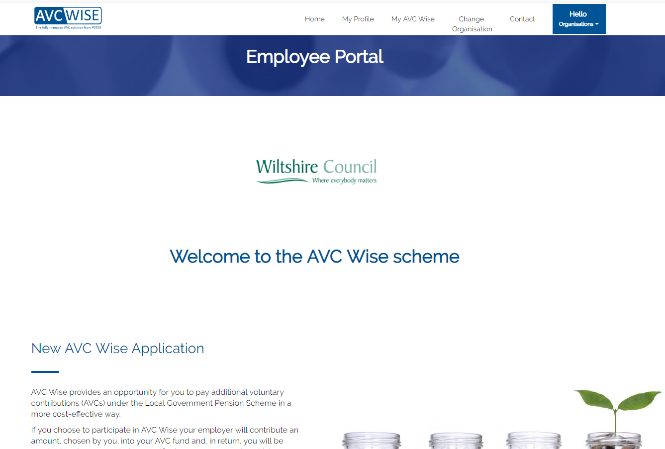 AVC WISE
Home My Profile My AVC Wise Change Organisation Contact
Hello
Organisations
Employee Portal
Wiltshire Council
Where everybody matters
Welcome to the AVC Wise scheme
New AVC Wise Application
AVC Wise provides an opportunity for you to pay additional voluntary
contributions (AVCs) under the Local Government Pension Scheme in a
more cost-effective way.
If you choose to participate in AVC Wise your employer will contribute an
amount, chosen by you, into your AVC fund and, in return, you will be